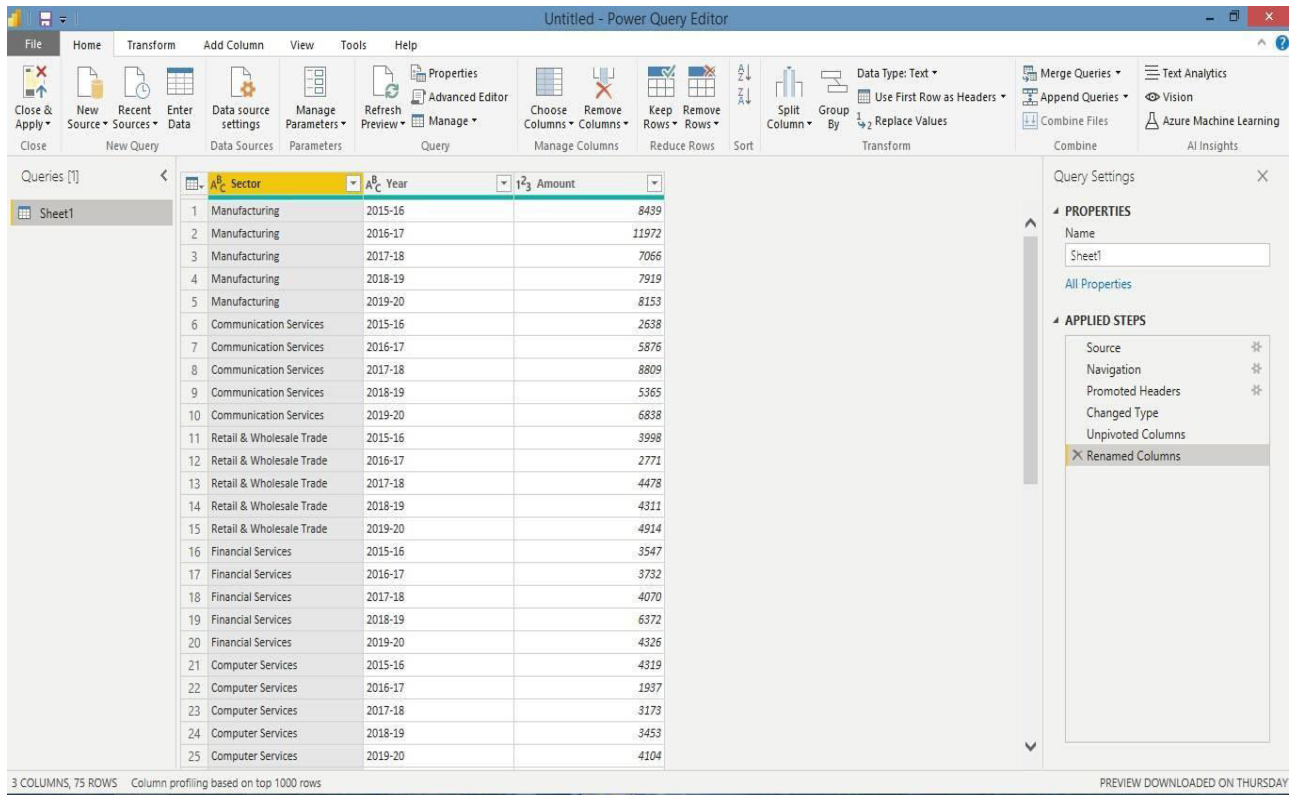 Untitled - Power Query Editor
File Home Transform Add Column View Tools Help
Close & Apply
New Source
Recent Sources
Enter Data
Data source settings
Manage Parameters
Refresh Preview
Properties
Advanced Editor
Manage
Choose Columns
Remove Columns
Keep Rows
Remove Rows
Split Column
Group By
Data Type: Text
Use First Row as Headers
Replace Values
Merge Queries
Append Queries
Combine Files
Text Analytics
Vision
Azure Machine Learning
Close New Query Data Sources Parameters Query Manage Columns Reduce Rows Sort Transform Combine AI Insights
Queries [1]
Sheet1
Sector Year Amount
1 Manufacturing 2015-16 8439
2 Manufacturing 2016-17 11972
3 Manufacturing 2017-18 7066
4 Manufacturing 2018-19 7919
5 Manufacturing 2019-20 8153
6 Communication Services 2015-16 2638
7 Communication Services 2016-17 5876
8 Communication Services 2017-18 8809
9 Communication Services 2018-19 5365
10 Communication Services 2019-20 6838
11 Retail & Wholesale Trade 2015-16 3998
12 Retail & Wholesale Trade 2016-17 2771
13 Retail & Wholesale Trade 2017-18 4478
14 Retail & Wholesale Trade 2018-19 4311
15 Retail & Wholesale Trade 2019-20 4914
16 Financial Services 2015-16 3547
17 Financial Services 2016-17 3732
18 Financial Services 2017-18 4070
19 Financial Services 2018-19 6372
20 Financial Services 2019-20 4326
21 Computer Services 2015-16 4319
22 Computer Services 2016-17 1937
23 Computer Services 2017-18 3173
24 Computer Services 2018-19 3453
25 Computer Services 2019-20 4104
Query Settings
PROPERTIES
Name
Sheet1
All Properties
APPLIED STEPS
Source
Navigation
Promoted Headers
Changed Type
Unpivoted Columns
Renamed Columns
3 COLUMNS, 75 ROWS Column profiling based on top 1000 rows
PREVIEW DOWNLOADED ON THURSDAY